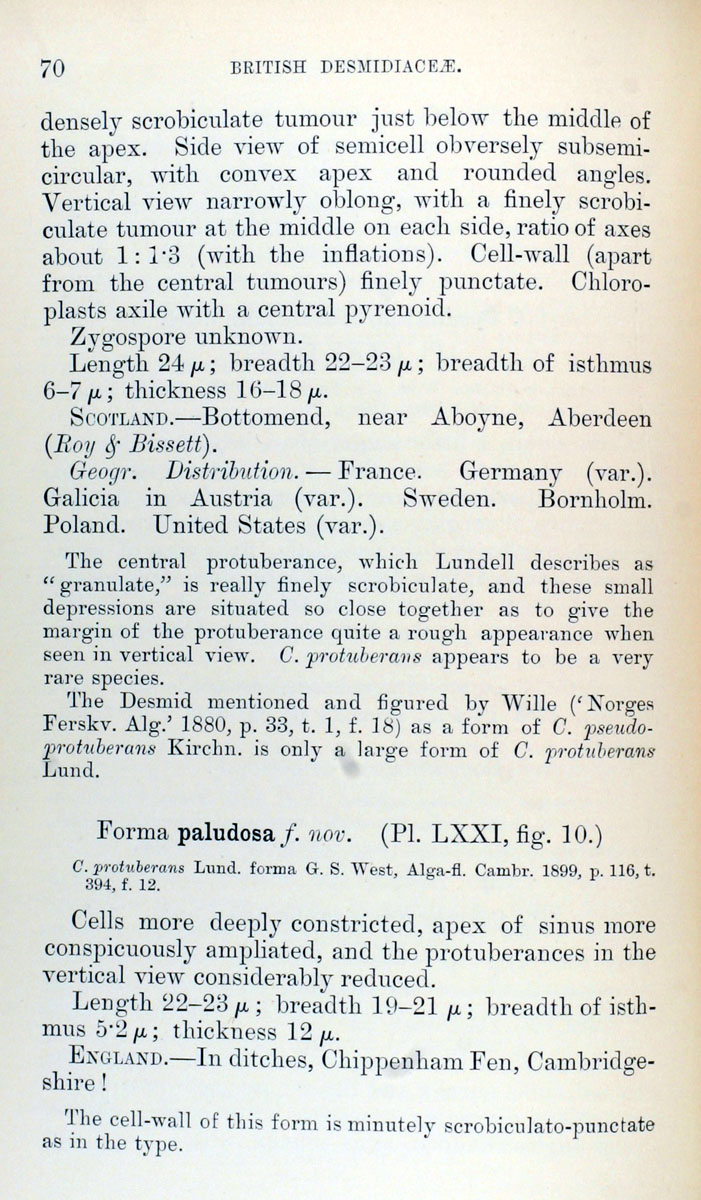 70 BRITISH DESMIDIACEÆ.
densely scrobiculate tumour just below the middle of
the apex. Side view of semicell obversely subsemi-
circular, with convex apex and rounded angles.
Vertical view narrowly oblong, with a finely scrobi-
culate tumour at the middle on each side, ratio of axes
about 1 : 1·3 (with the inflations). Cell-wall (apart
from the central tumours) finely punctate. Chloro-
plasts axile with a central pyrenoid.
Zygospore unknown.
Length 24 μ; breadth 22–23 μ; breadth of isthmus
6–7 μ; thickness 16–18 μ.
SCOTLAND.—Bottomend, near Aboyne, Aberdeen
(Roy & Bissett).
Geogr. Distribution.—France. Germany (var.).
Galicia in Austria (var.). Sweden. Bornholm.
Poland. United States (var.).
The central protuberance, which Lundell describes as
“granulate,” is really finely scrobiculate, and these small
depressions are situated so close together as to give the
margin of the protuberance quite a rough appearance when
seen in vertical view. C. protuberans appears to be a very
rare species.
The Desmid mentioned and figured by Wille (‘Norges
Ferskv. Alg.’ 1880, p. 33, t. 1, f. 18) as a form of C. pseudo-
protuberans Kirchn. is only a large form of C. protuberans
Lund.
Forma paludosa f. nov. (Pl. LXXI, fig. 10.)
C. protuberans Lund. forma G. S. West, Alga-fl. Cambr. 1899, p. 116, t.
394, f. 12.
Cells more deeply constricted, apex of sinus more
conspicuously ampliated, and the protuberances in the
vertical view considerably reduced.
Length 22–23 μ; breadth 19–21 μ; breadth of isth-
mus 5·2 μ; thickness 12 μ.
ENGLAND.—In ditches, Chippenham Fen, Cambridge-
shire!
The cell-wall of this form is minutely scrobiculato-punctate
as in the type.